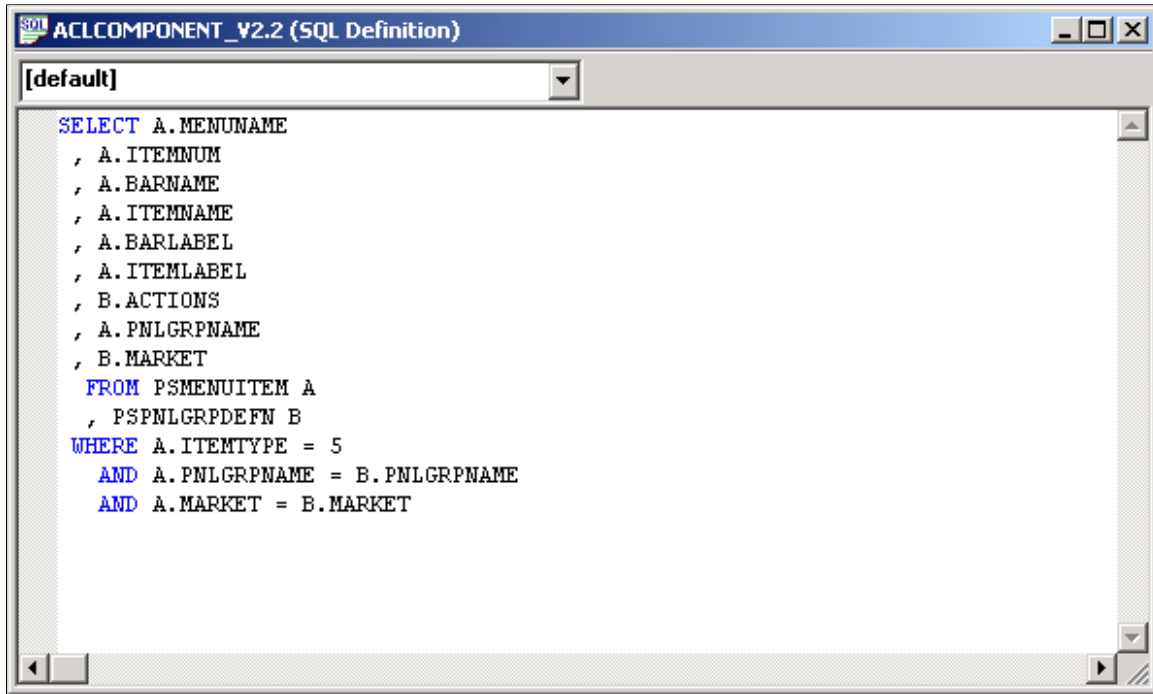 SQL ACLCOMPONENT_V2.2 (SQL Definition)
[default]
SELECT A.MENUNAME
, A.ITEMNUM
, A.BARNAME
, A.ITEMNAME
, A.BARLABEL
, A.ITEMLABEL
, B.ACTIONS
, A.PNLGRPNAME
, B.MARKET
FROM PSMENUITEM A
, PSPNLGRPDEFN B
WHERE A.ITEMTYPE = 5
AND A.PNLGRPNAME = B.PNLGRPNAME
AND A.MARKET = B.MARKET